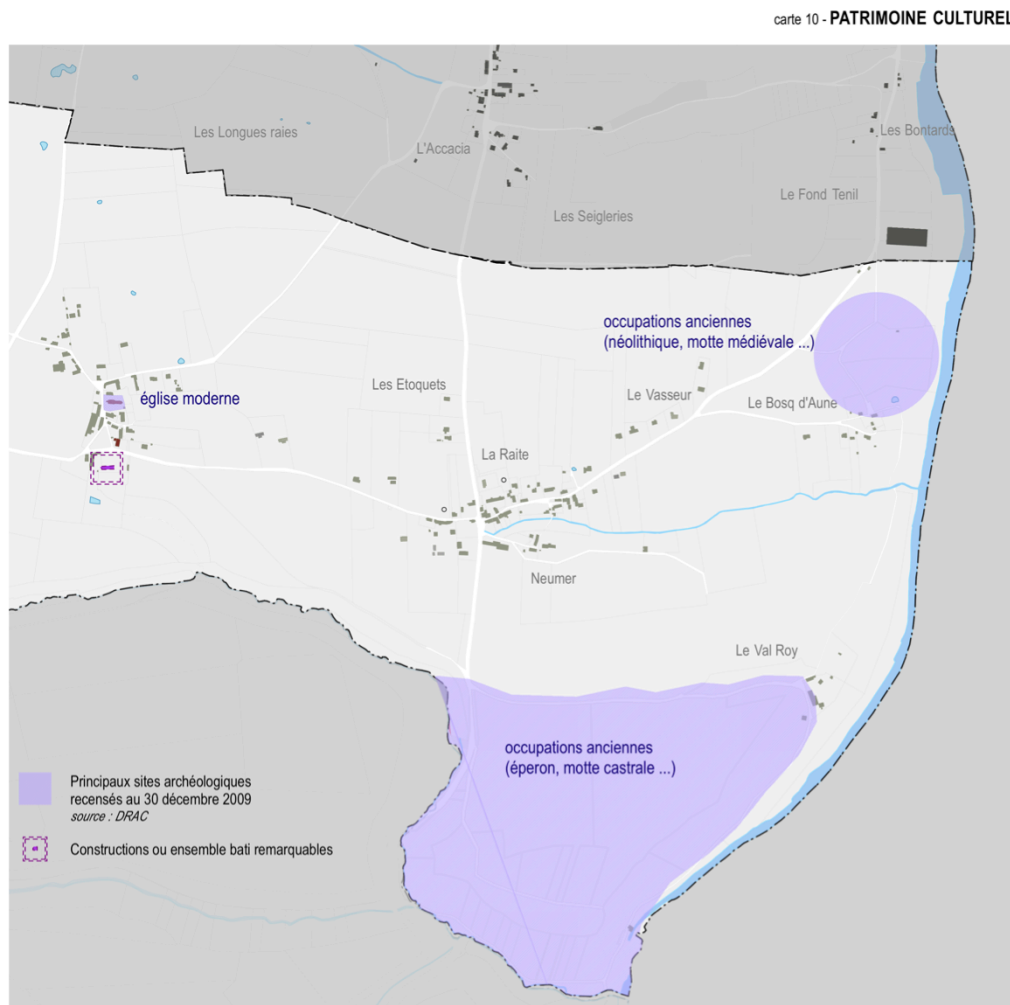 carte 10 - PATRIMOINE CULTUREL
Les Longues raies
L'Accacia
Les Bontards
Le Fond Tenil
Les Seigleries
occupations anciennes
(néolithique, motte médiévale ...)
Les Etoquets
église moderne
Le Vasseur
Le Bosq d'Aune
La Raite
Neumer
Le Val Roy
occupations anciennes
(éperon, motte castrale ...)
Principaux sites archéologiques
recensés au 30 décembre 2009
source : DRAC
Constructions ou ensemble bati remarquables